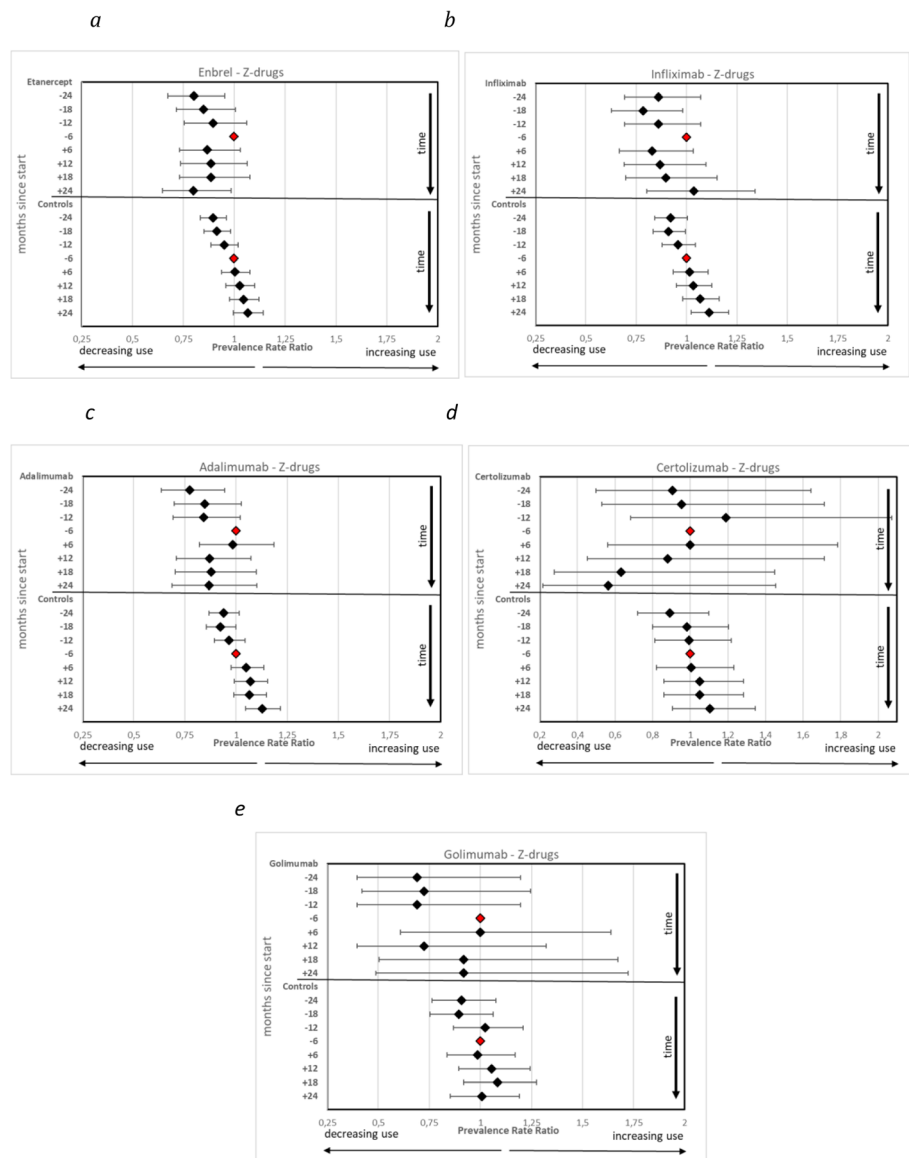 a
Enbrel - Z-drugs
Etanercept
-24
-18
-12
-6
+6
+12
+18
+24
Controls
-24
-18
-12
-6
+6
+12
+18
+24
months since start
time
time
0,25 0,5 0,75 1 1,25 1,5 1,75 2
decreasing use Prevalence Rate Ratio increasing use
b
Infliximab - Z-drugs
Infliximab
-24
-18
-12
-6
+6
+12
+18
+24
Controls
-24
-18
-12
-6
+6
+12
+18
+24
months since start
time
time
0,25 0,5 0,75 1 1,25 1,5 1,75 2
decreasing use Prevalence Rate Ratio increasing use
c
Adalimumab - Z-drugs
Adalimumab
-24
-18
-12
-6
+6
+12
+18
+24
Controls
-24
-18
-12
-6
+6
+12
+18
+24
months since start
time
time
0,25 0,5 0,75 1 1,25 1,5 1,75 2
decreasing use Prevalence Rate Ratio increasing use
d
Certolizumab - Z-drugs
Certolizumab
-24
-18
-12
-6
+6
+12
+18
+24
Controls
-24
-18
-12
-6
+6
+12
+18
+24
months since start
time
time
0,2 0,4 0,6 0,8 1 1,2 1,4 1,6 1,8 2
decreasing use Prevalence Rate Ratio increasing use
e
Golimumab - Z-drugs
Golimumab
-24
-18
-12
-6
+6
+12
+18
+24
Controls
-24
-18
-12
-6
+6
+12
+18
+24
months since start
time
time
0,25 0,5 0,75 1 1,25 1,5 1,75 2
decreasing use Prevalence Rate Ratio increasing use